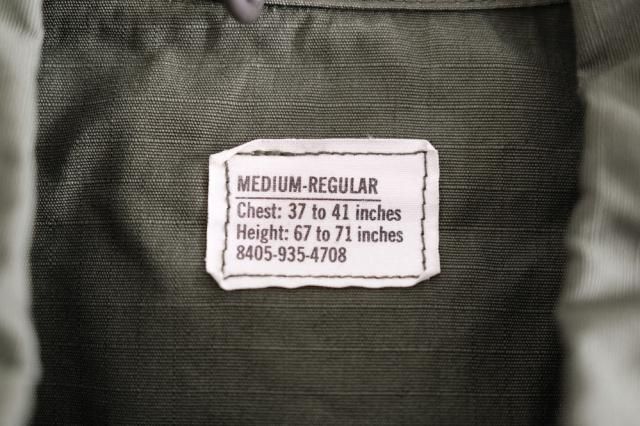 MEDIUM-REGULAR
Chest: 37 to 41 inches
Height: 67 to 71 inches
8405-935-4708